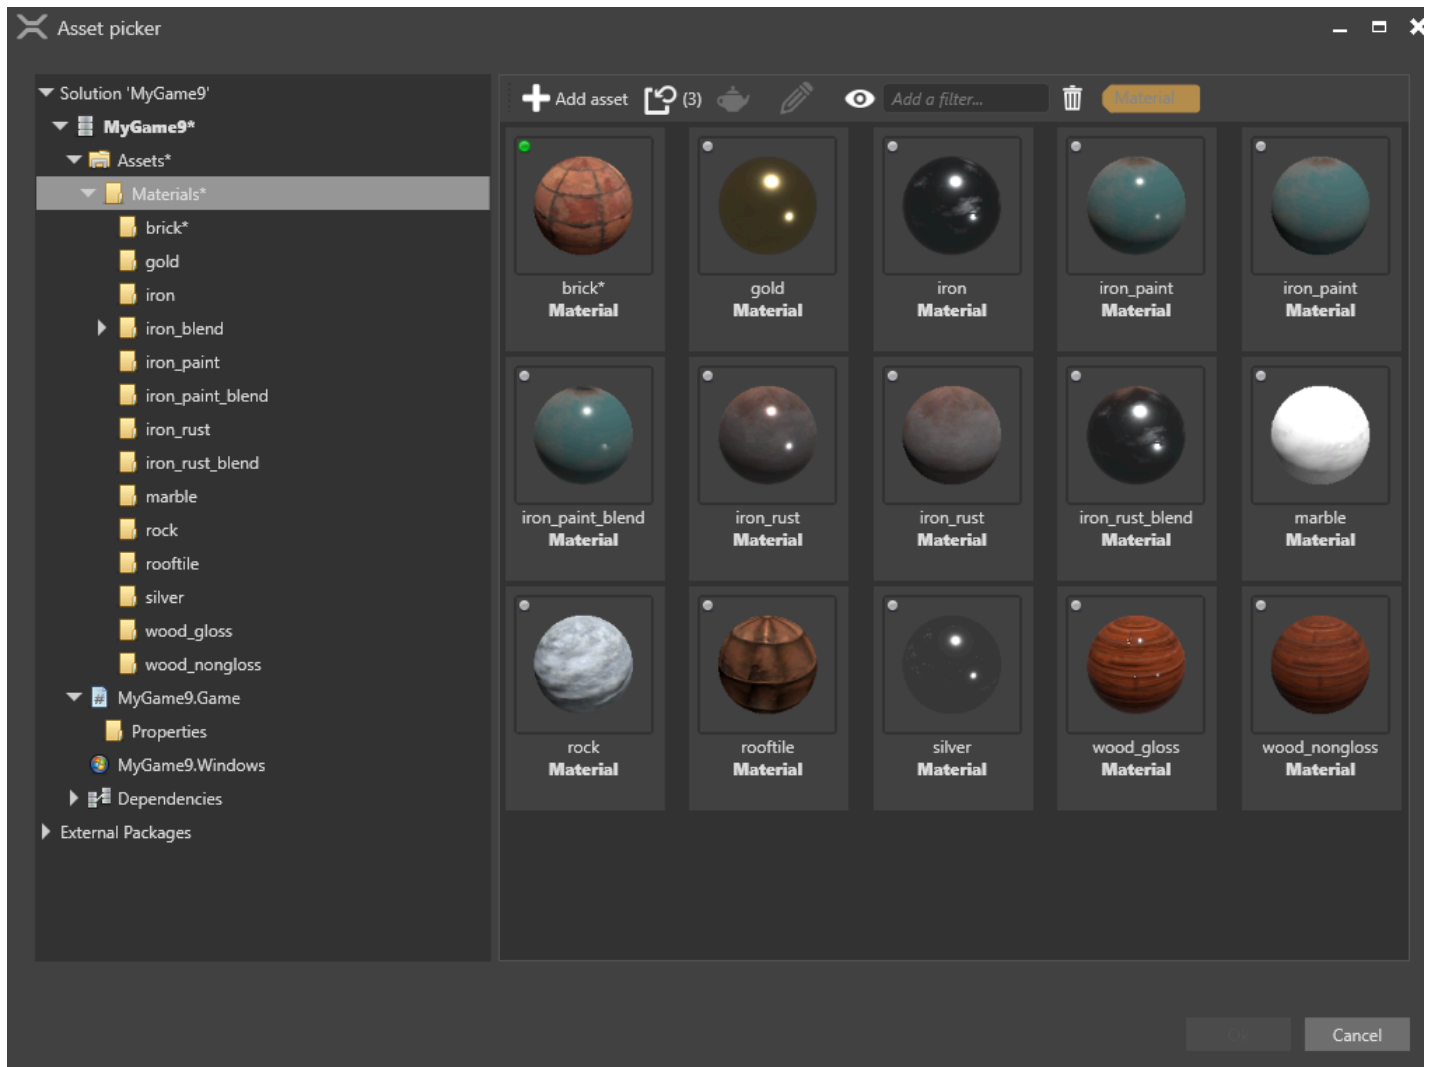 Asset picker
Solution 'MyGame9'
MyGame9*
Assets*
Materials*
brick*
gold
iron
iron_blend
iron_paint
iron_paint_blend
iron_rust
iron_rust_blend
marble
rock
rooftile
silver
wood_gloss
wood_nongloss
MyGame9.Game
Properties
MyGame9.Windows
Dependencies
External Packages
Add asset (3) Add a filter... Material
brick* gold iron iron_paint iron_paint
Material Material Material Material Material
iron_paint_blend iron_rust iron_rust iron_rust_blend marble
Material Material Material Material Material
rock rooftile silver wood_gloss wood_nongloss
Material Material Material Material Material
Cancel